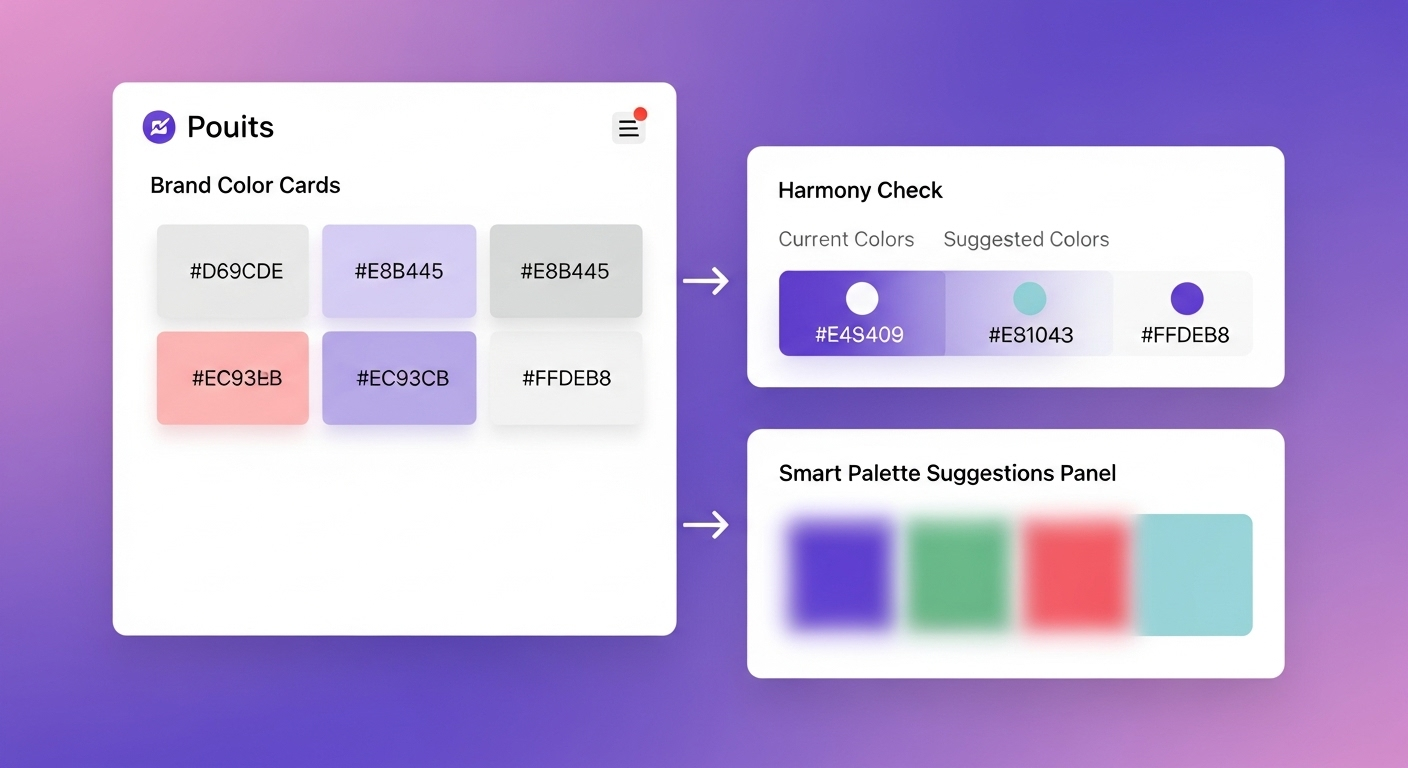 Pouits
Brand Color Cards
#D69CDE #E8B445 #E8B445
#EC93CB #FFDEB8
Harmony Check
Current Colors Suggested Colors
#E4S409 #E81043 #FFDEB8
Smart Palette Suggestions Panel